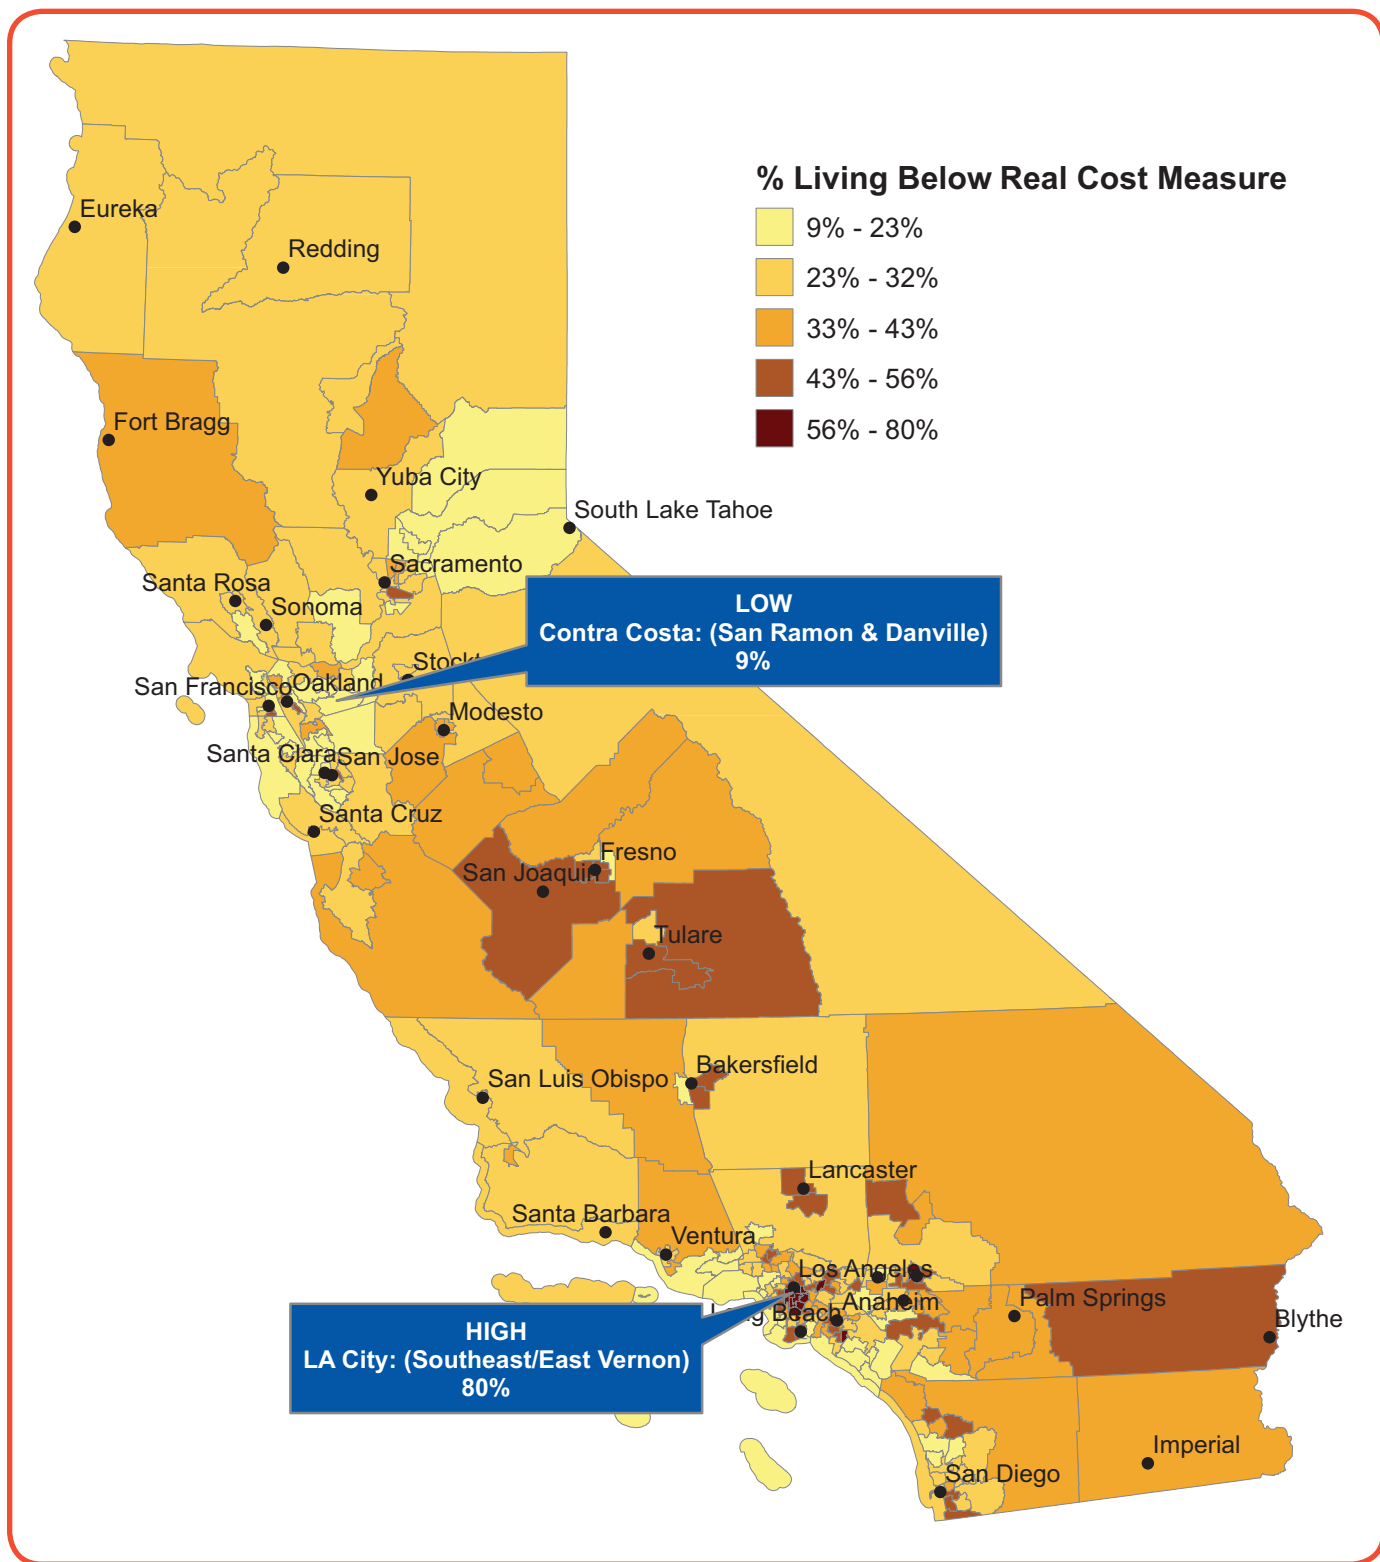 % Living Below Real Cost Measure
9% - 23%
23% - 32%
33% - 43%
43% - 56%
56% - 80%
Eureka
Redding
Fort Bragg
Yuba City
South Lake Tahoe
Sacramento
Santa Rosa
Sonoma
LOW
Contra Costa: (San Ramon & Danville)
9%
Stockt
Oakland
San Francisco
Modesto
Santa Clara
San Jose
Santa Cruz
Fresno
San Joaquin
Tulare
Bakersfield
San Luis Obispo
Lancaster
Santa Barbara
Ventura
Los Angeles
Palm Springs
Anaheim
g Beach
Blythe
HIGH
LA City: (Southeast/East Vernon)
80%
Imperial
San Diego